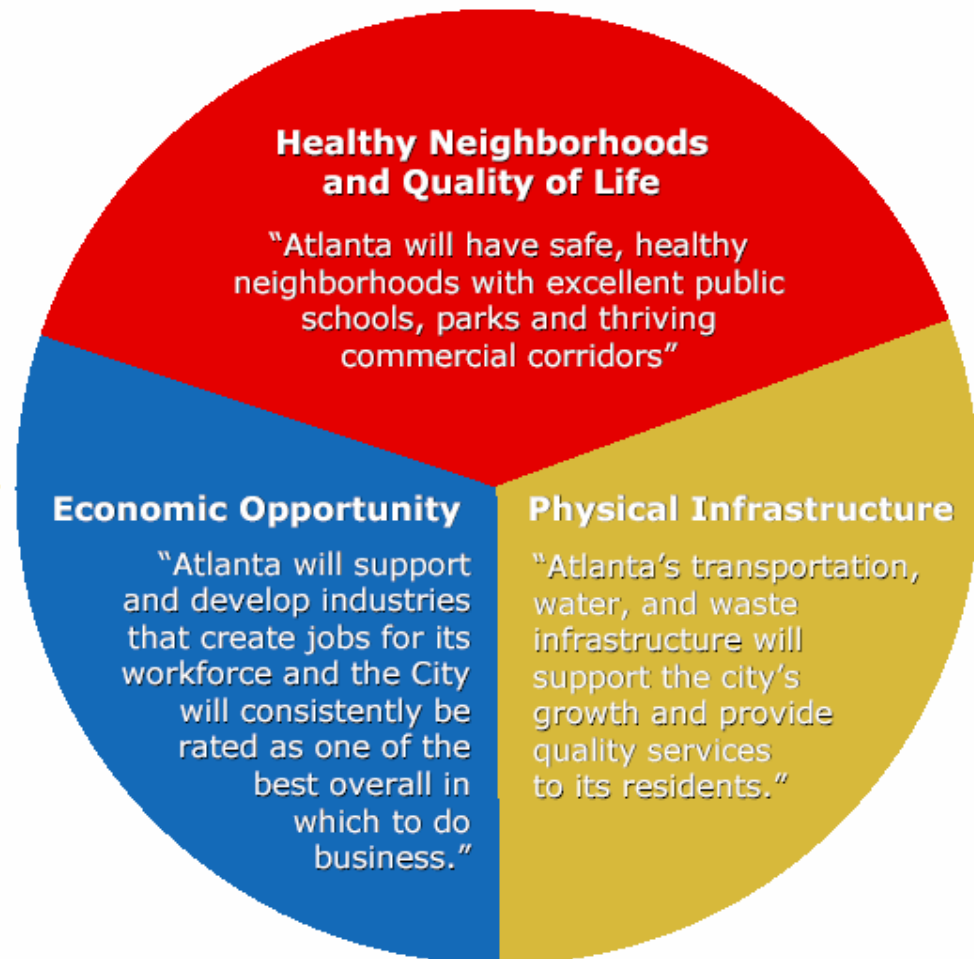 Healthy Neighborhoods
and Quality of Life
“Atlanta will have safe, healthy
neighborhoods with excellent public
schools, parks and thriving
commercial corridors”
Economic Opportunity
“Atlanta will support
and develop industries
that create jobs for its
workforce and the City
will consistently be
rated as one of the
best overall in
which to do
business.”
Physical Infrastructure
“Atlanta’s transportation,
water, and waste
infrastructure will
support the city’s
growth and provide
quality services
to its residents.”